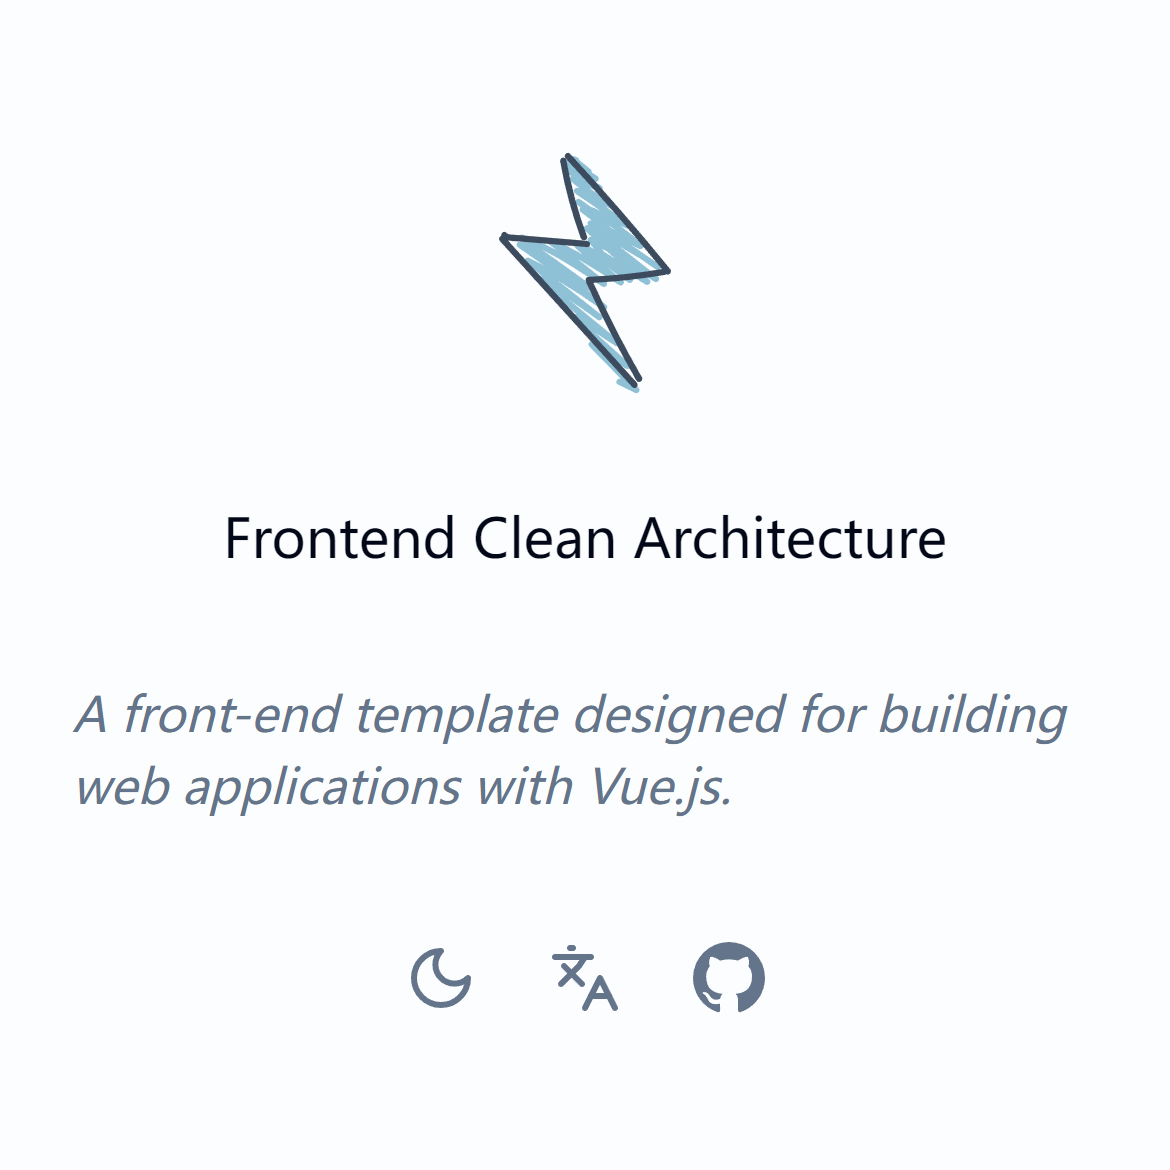 Frontend Clean Architecture
A front-end template designed for building
web applications with Vue.js.